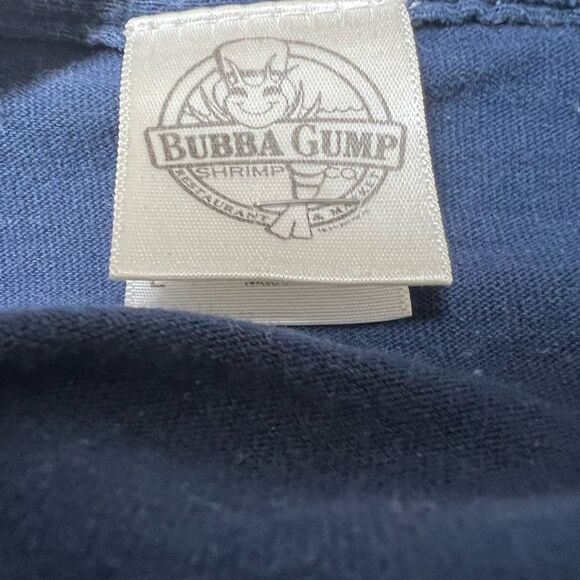 BUBBA GUMP
SHRIMP CO.
RESTAURANT & MARKET